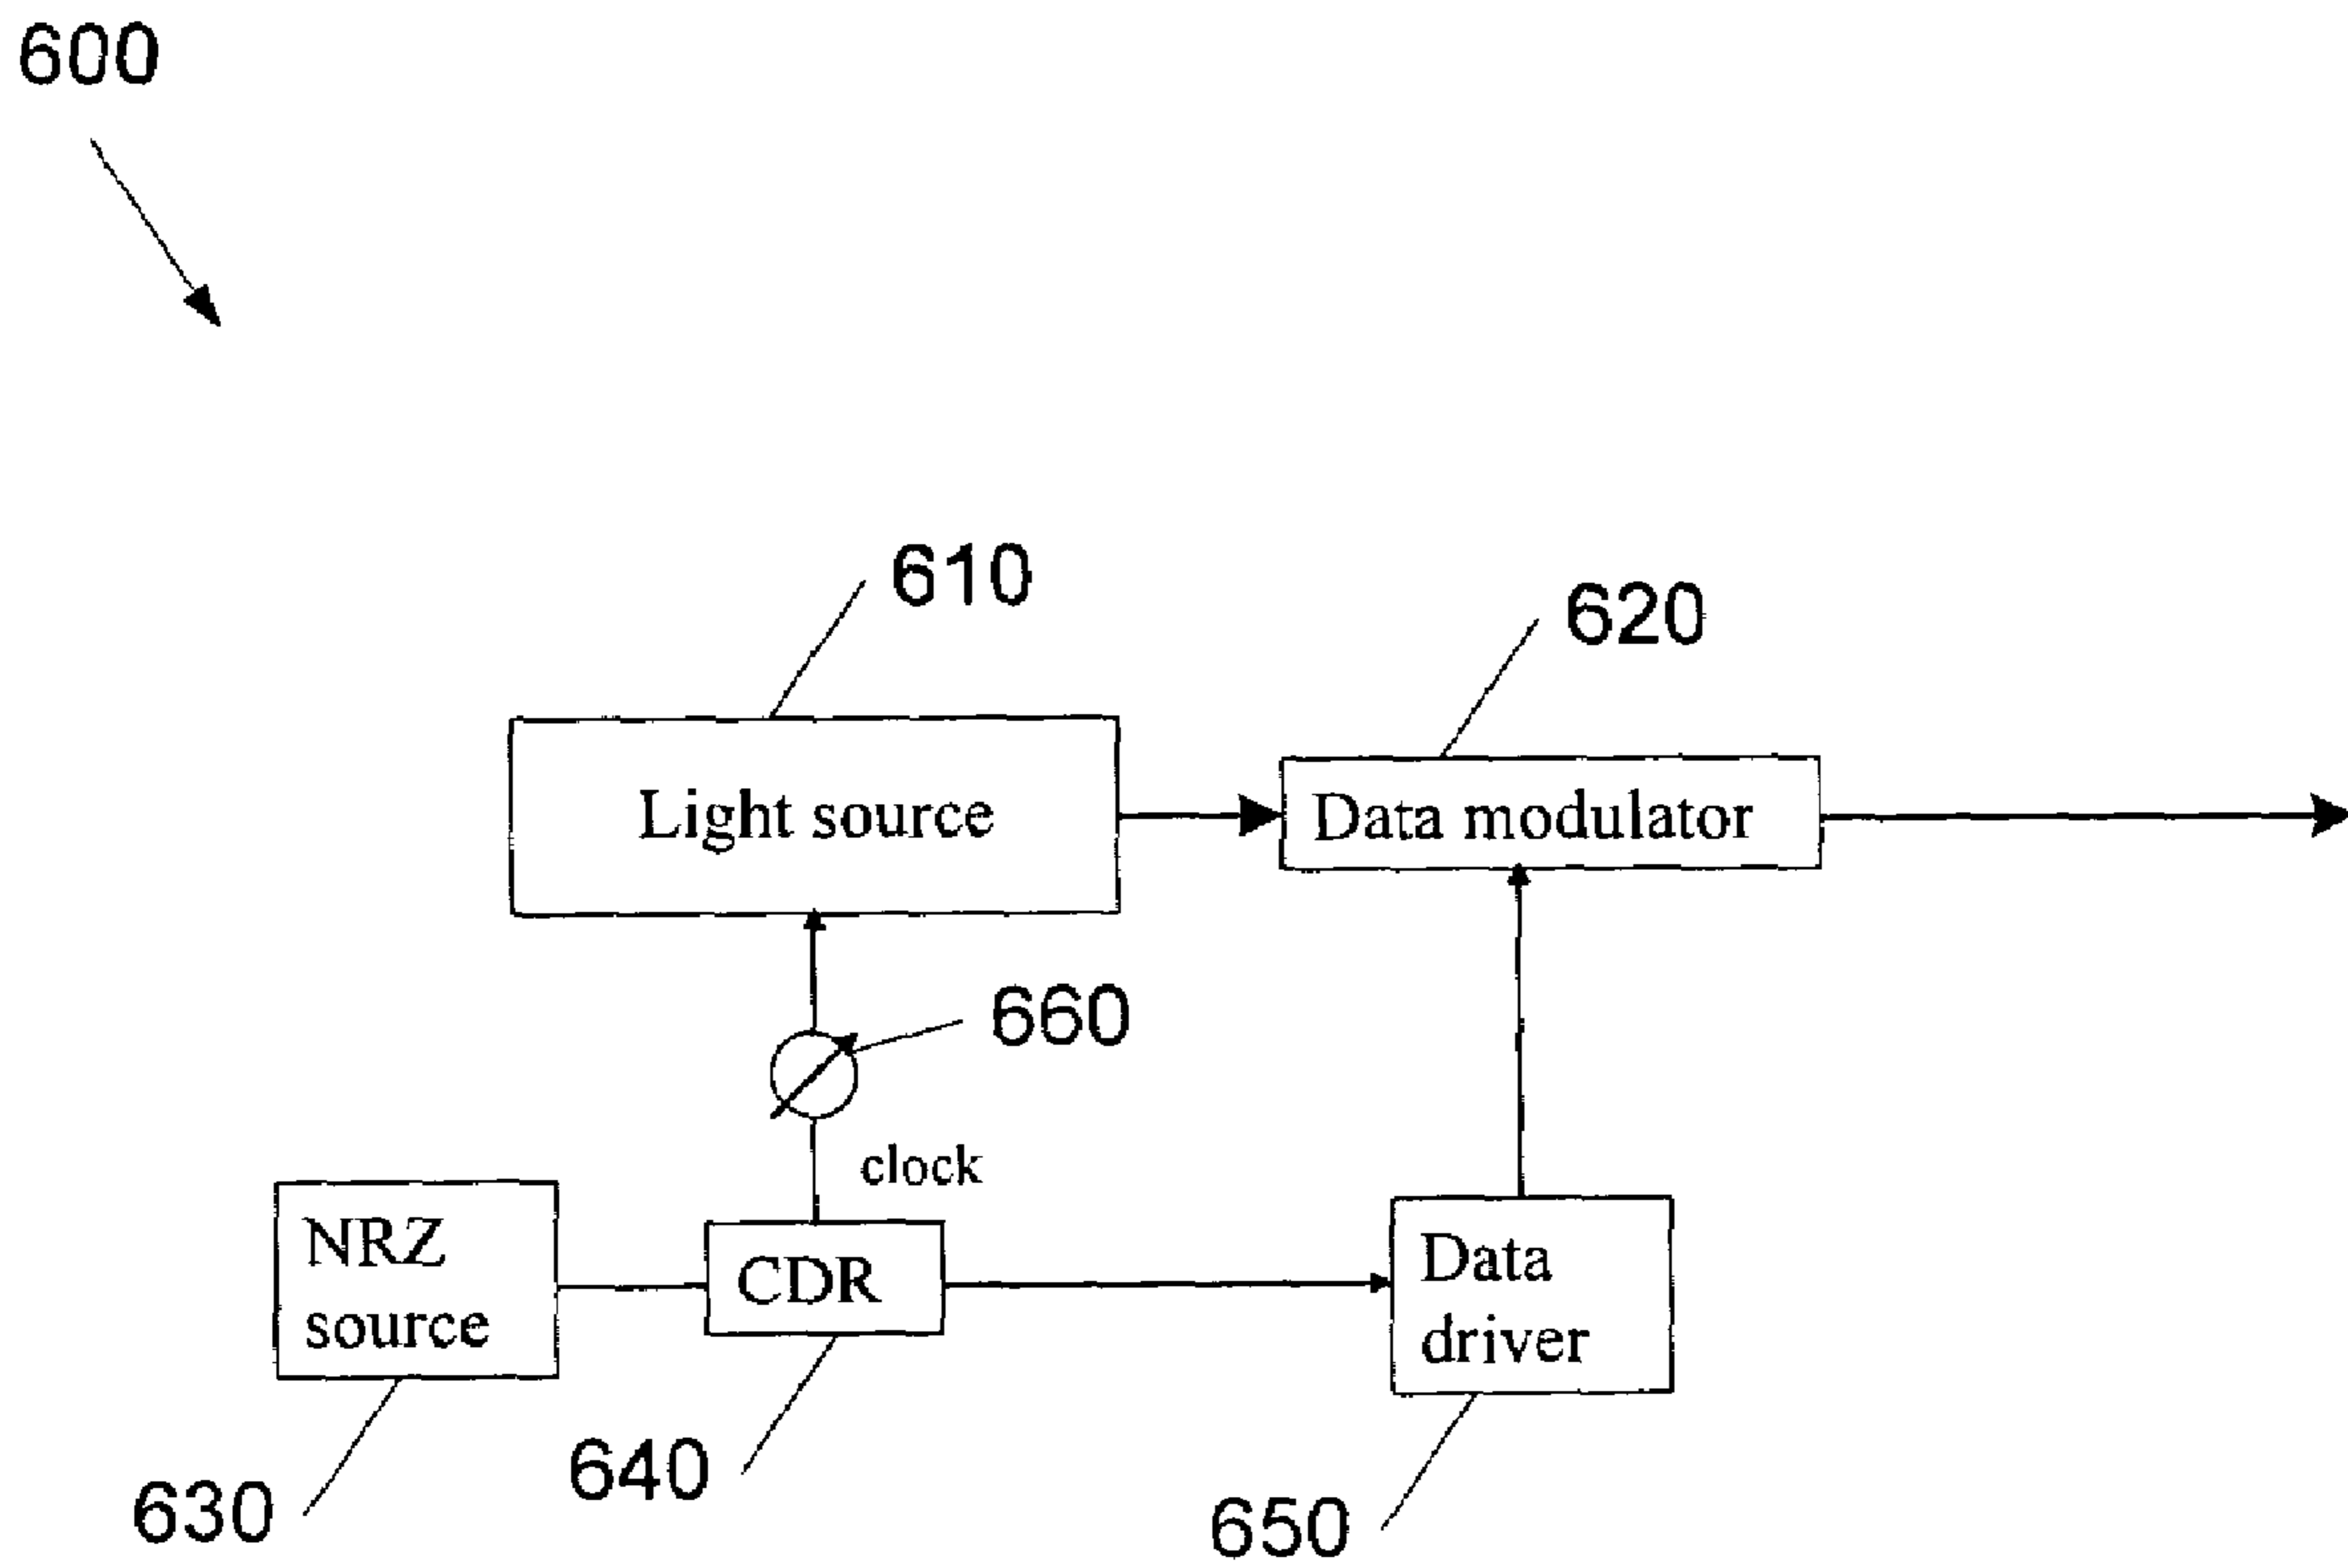 600
610
620
Light source
Data modulator
660
clock
NRZ
source
CDR
Data
driver
640
630
650